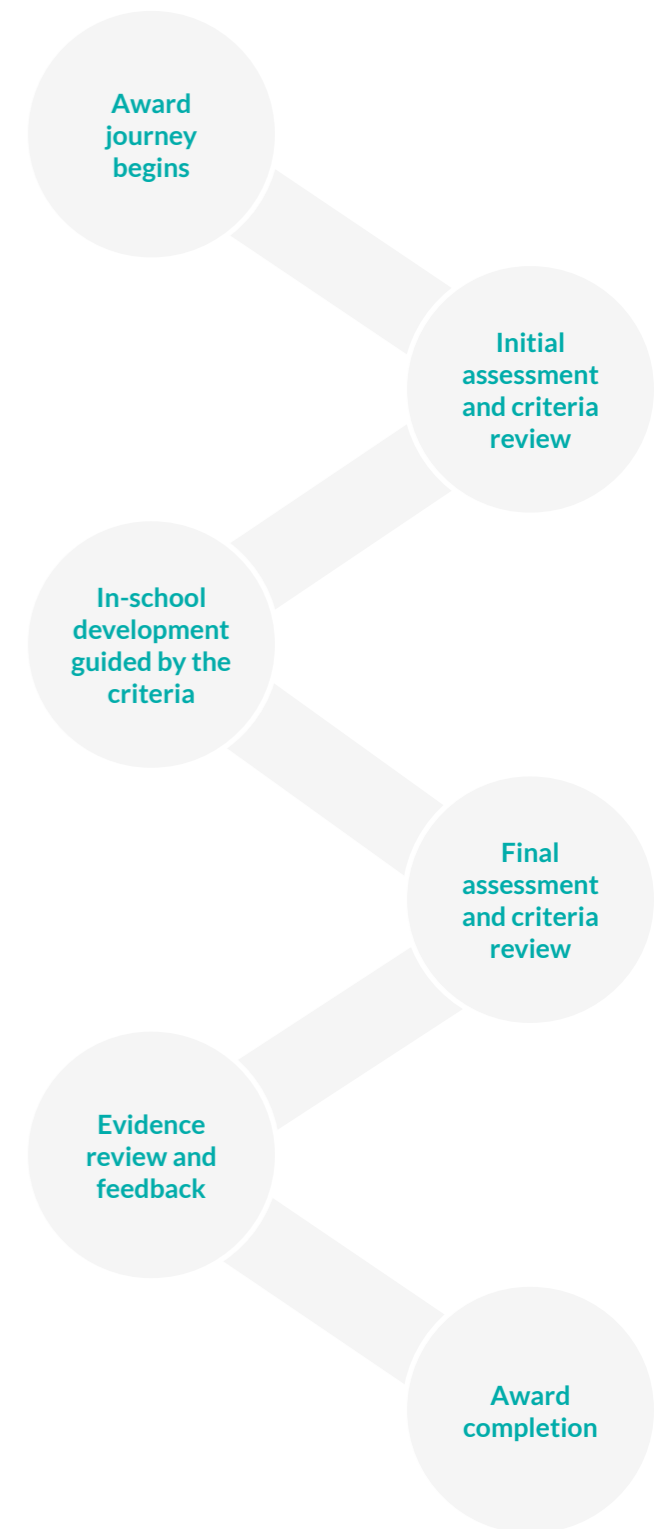 Award
journey
begins
Initial
assessment
and criteria
review
In-school
development
guided by the
criteria
Final
assessment
and criteria
review
Evidence
review and
feedback
Award
completion